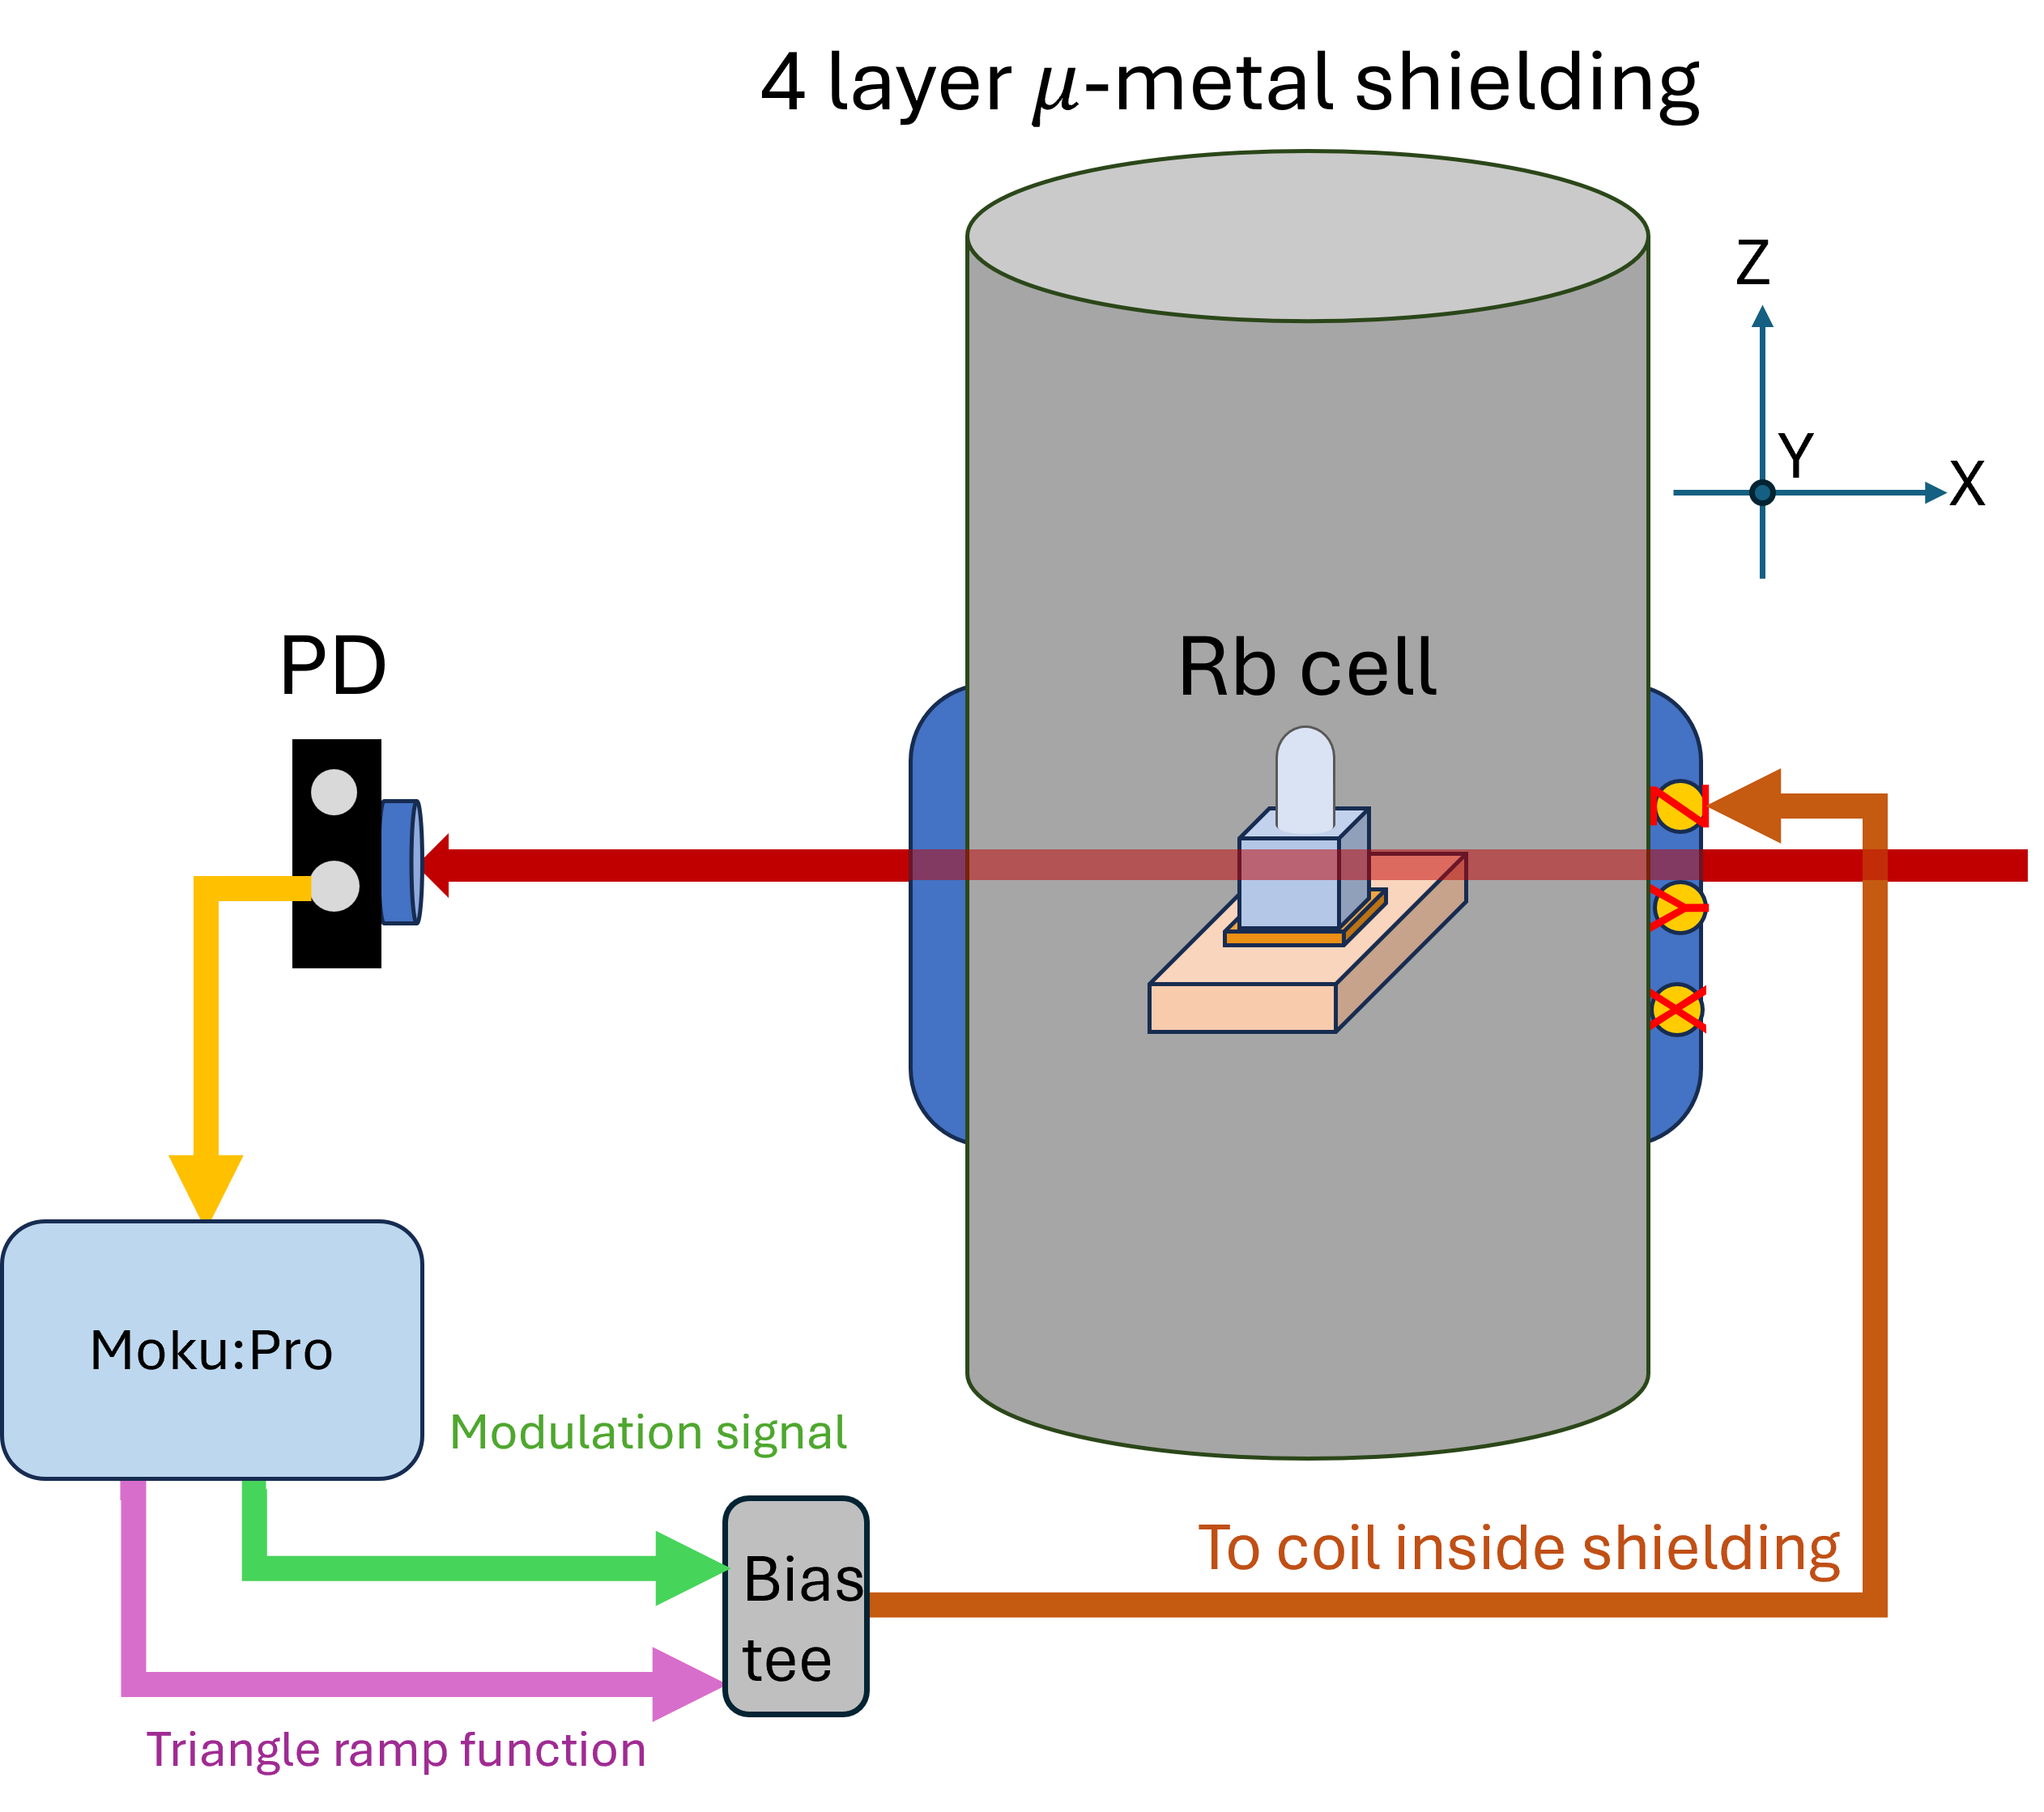 4 layer μ-metal shielding
Z
Y
X
PD
Rb cell
Z
Y
X
Moku:Pro
Modulation signal
Bias
tee
To coil inside shielding
Triangle ramp function